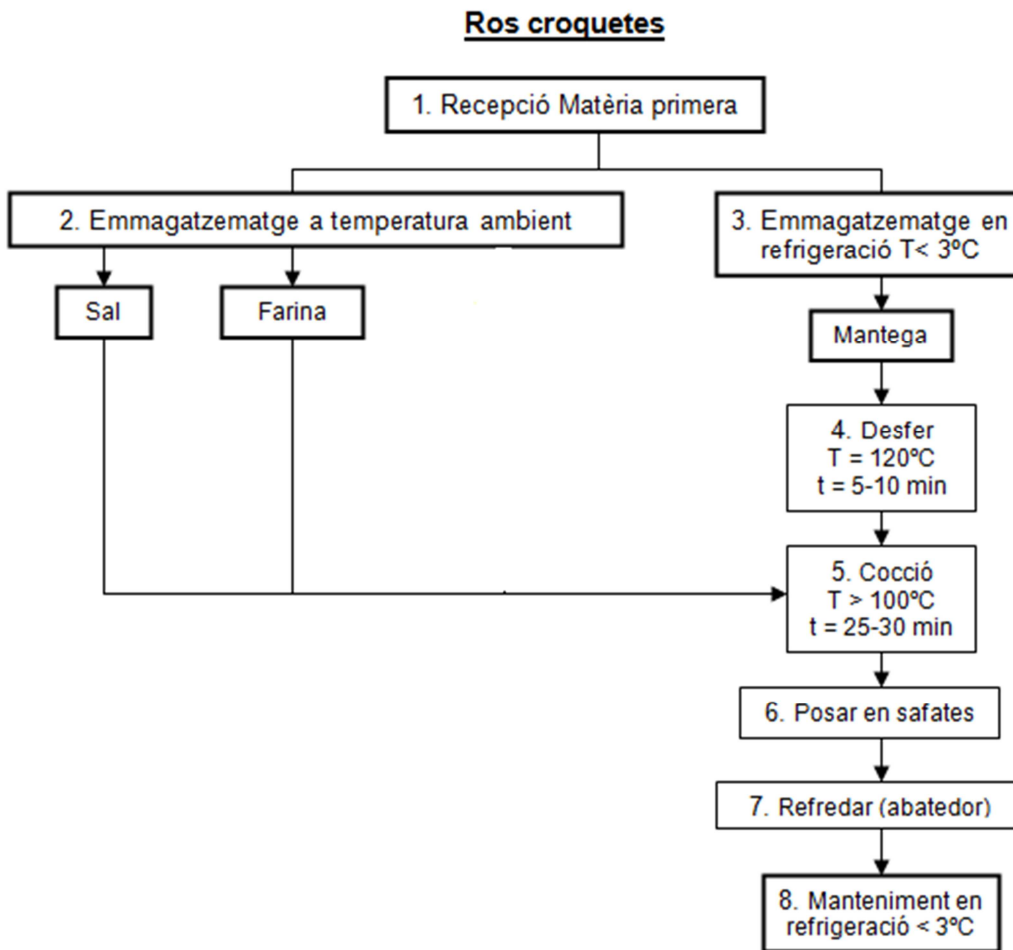 Ros croquetes
1. Recepció Matèria primera
2. Emmagatzematge a temperatura ambient
3. Emmagatzematge en
refrigeració T< 3ºC
Sal
Farina
Mantega
4. Desfer
T = 120ºC
t = 5-10 min
5. Cocció
T > 100ºC
t = 25-30 min
6. Posar en safates
7. Refredar (abatedor)
8. Manteniment en
refrigeració < 3ºC